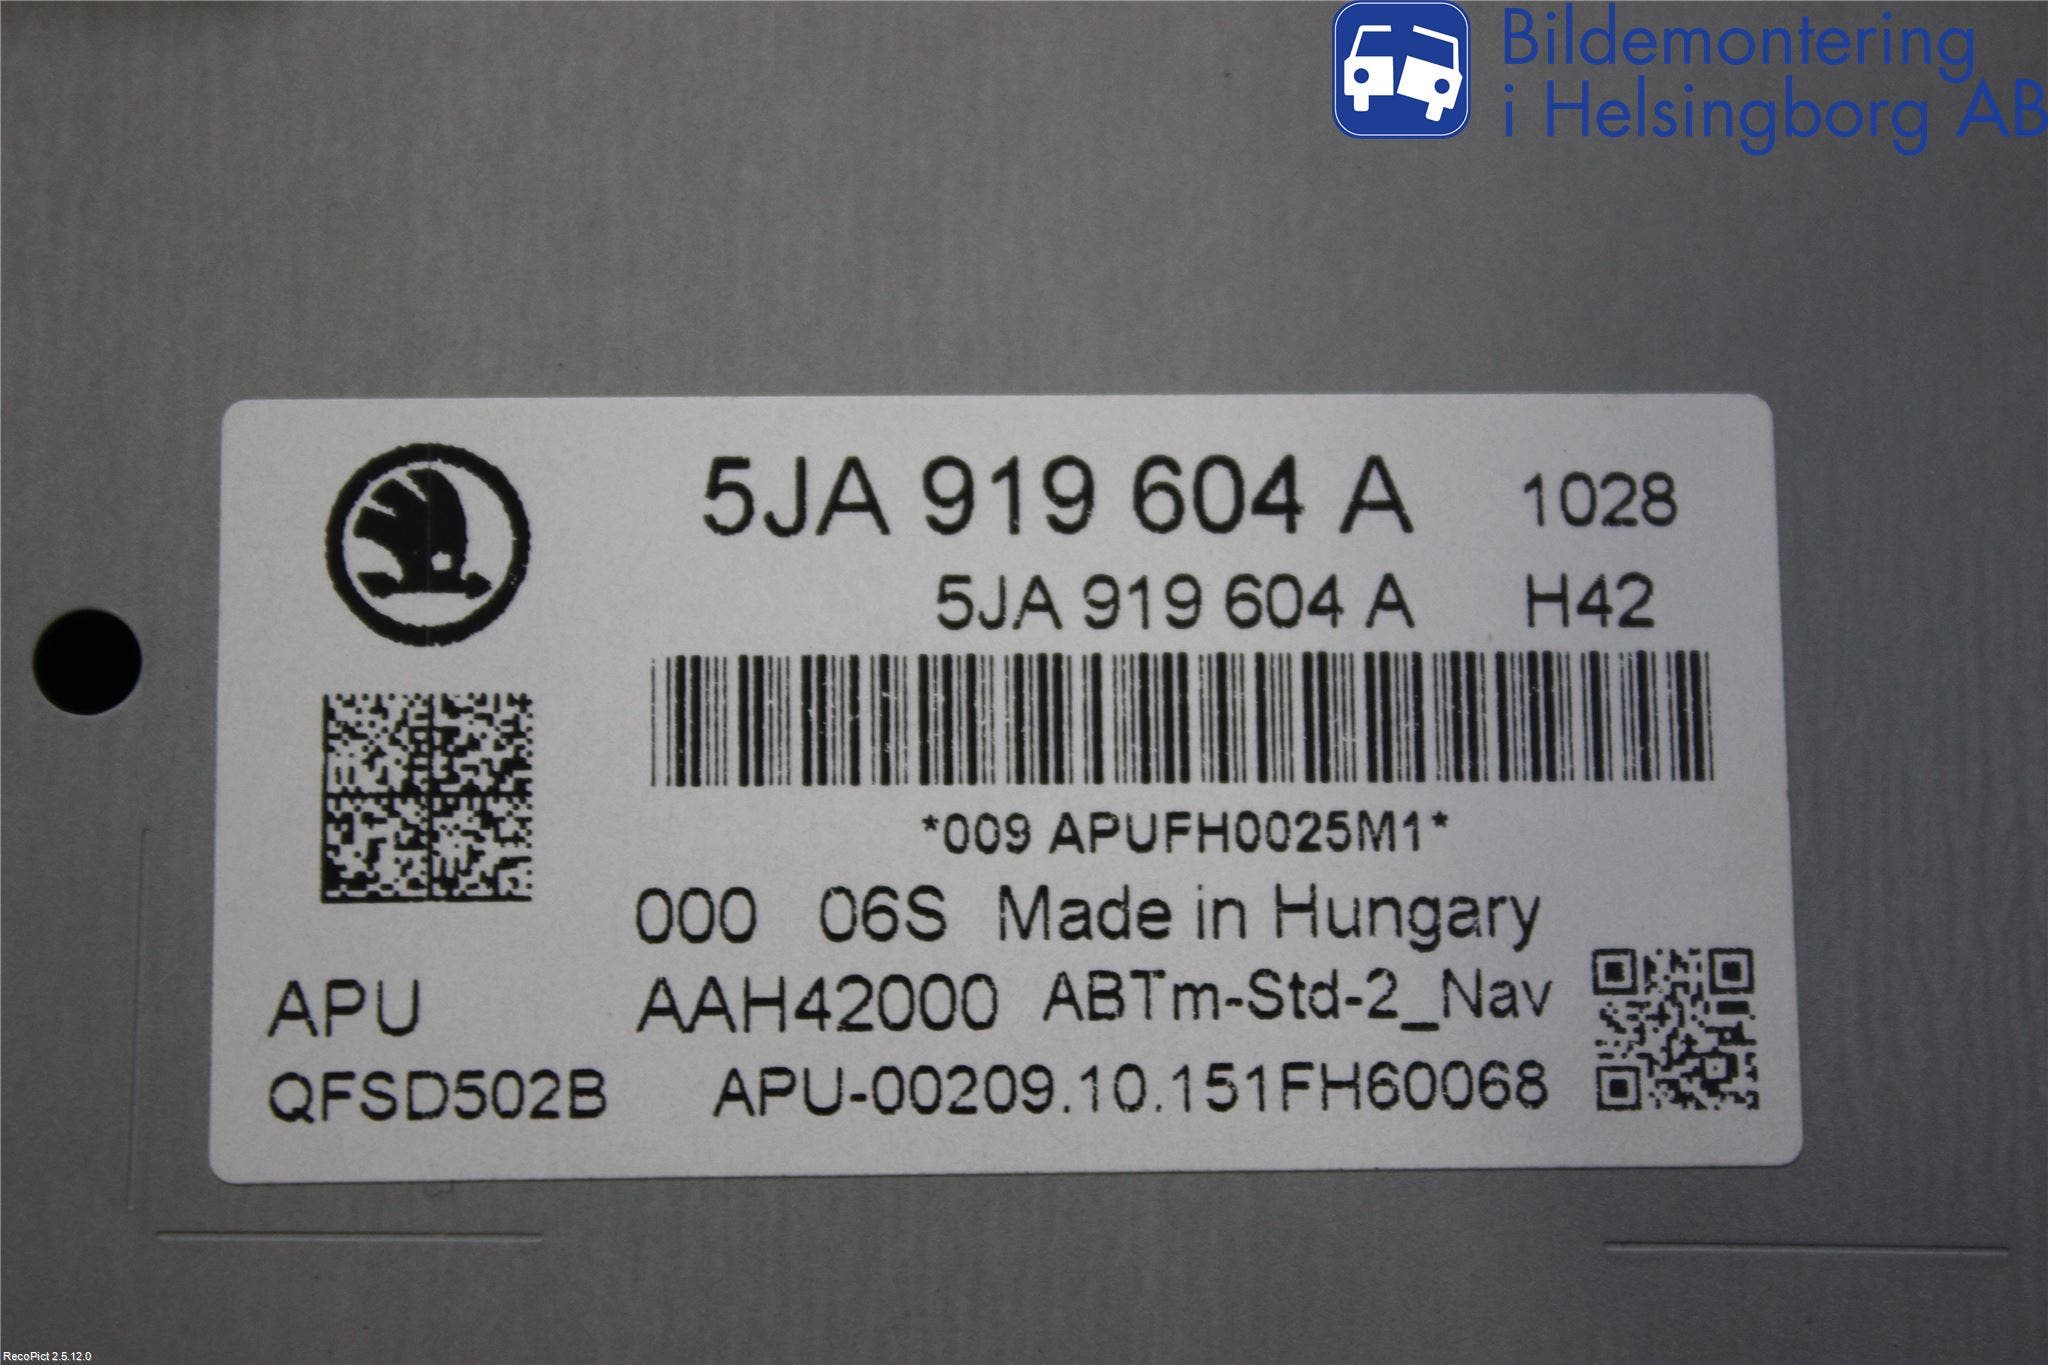 Bildemontering
i Helsingborg AB
5JA 919 604 A 1028
5JA 919 604 A H42
*009 APUFH0025M1*
000 06S Made in Hungary
APU AAH42000 ABTm-Std-2_Nav
QFSD502B APU-00209.10.151FH60068
RecoPict 2.5.12.0